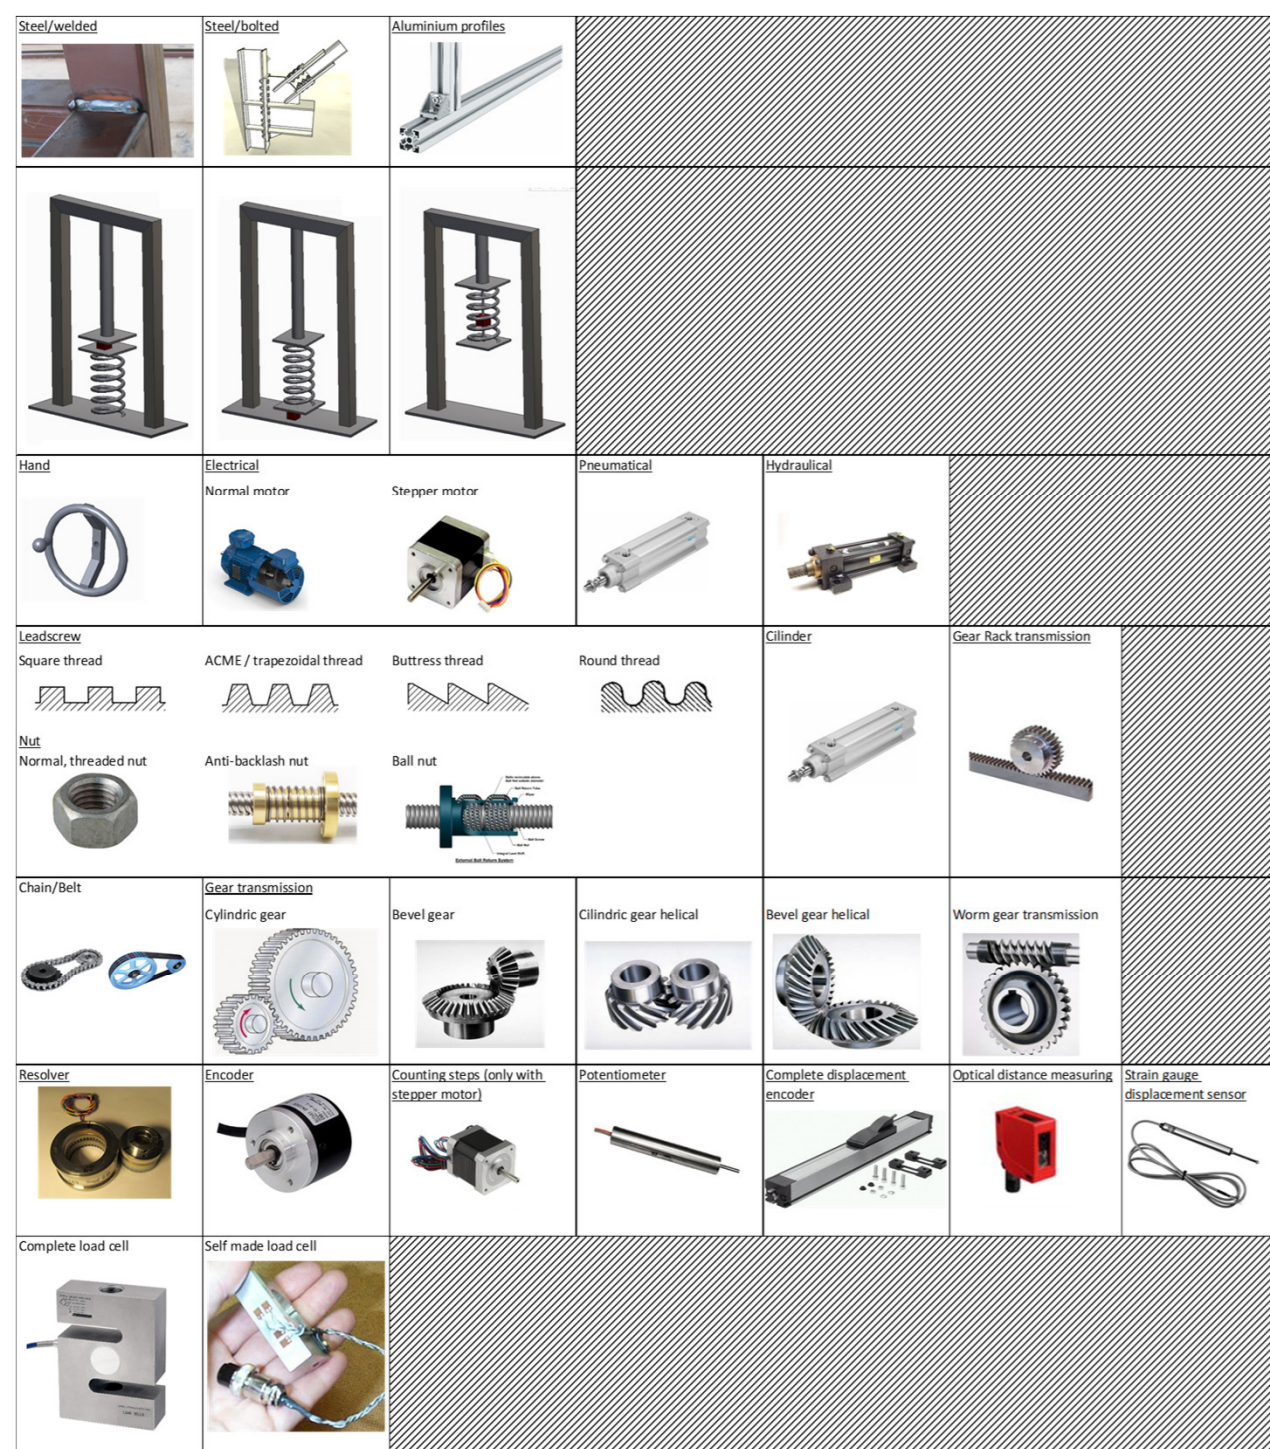 Steel/welded
Steel/bolted
Aluminium profiles
Hand
Electrical
Normal motor
Stepper motor
Pneumatical
Hydraulical
Leadscrew
Square thread
ACME / trapezoidal thread
Buttress thread
Round thread
Nut
Normal, threaded nut
Anti-backlash nut
Ball nut
Cilinder
Gear Rack transmission
Chain/Belt
Gear transmission
Cylindric gear
Bevel gear
Cilindric gear helical
Bevel gear helical
Worm gear transmission
Resolver
Encoder
Counting steps (only with
stepper motor)
Potentiometer
Complete displacement
encoder
Optical distance measuring
Strain gauge
displacement sensor
Complete load cell
Self made load cell